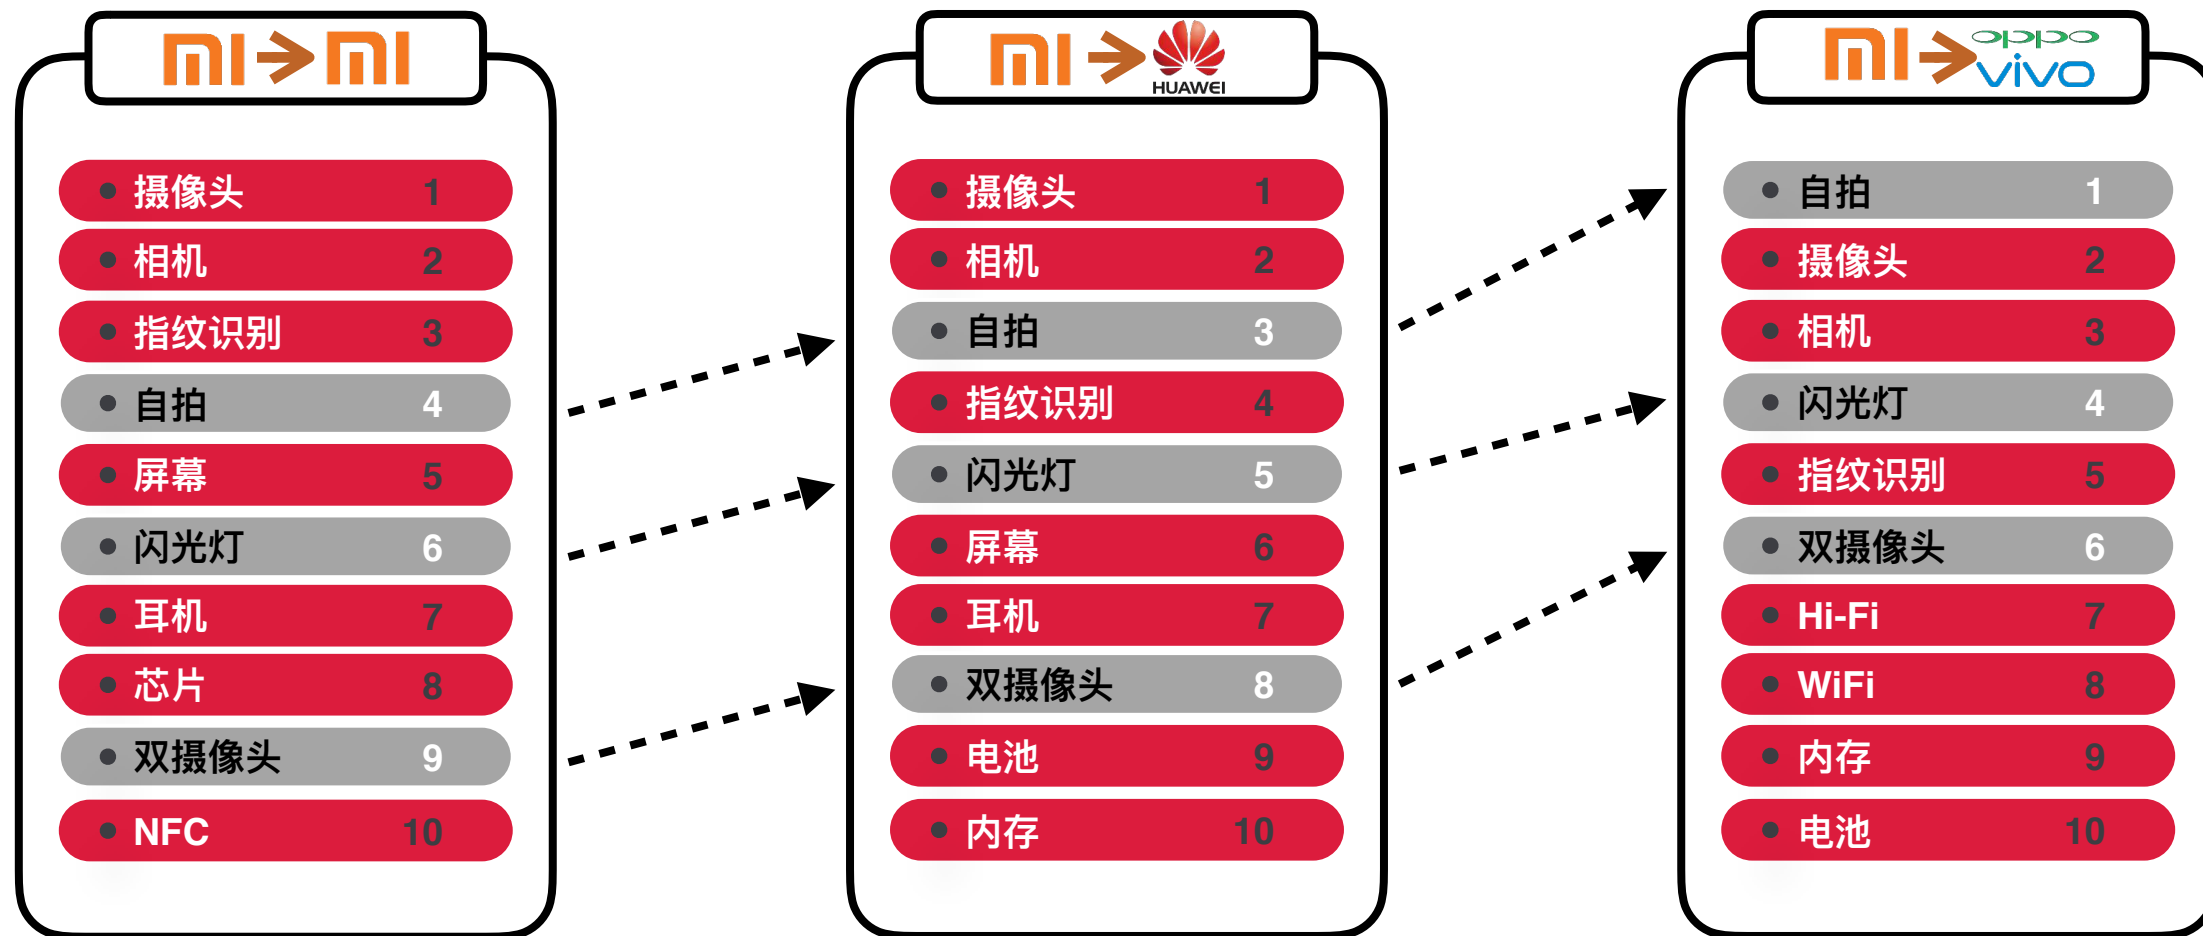 mi→mi
摄像头 1
相机 2
指纹识别 3
自拍 4
屏幕 5
闪光灯 6
耳机 7
芯片 8
双摄像头 9
NFC 10
mi→HUAWEI
摄像头 1
相机 2
自拍 3
指纹识别 4
闪光灯 5
屏幕 6
耳机 7
双摄像头 8
电池 9
内存 10
mi→oppo
vivo
自拍 1
摄像头 2
相机 3
闪光灯 4
指纹识别 5
双摄像头 6
Hi-Fi 7
WiFi 8
内存 9
电池 10